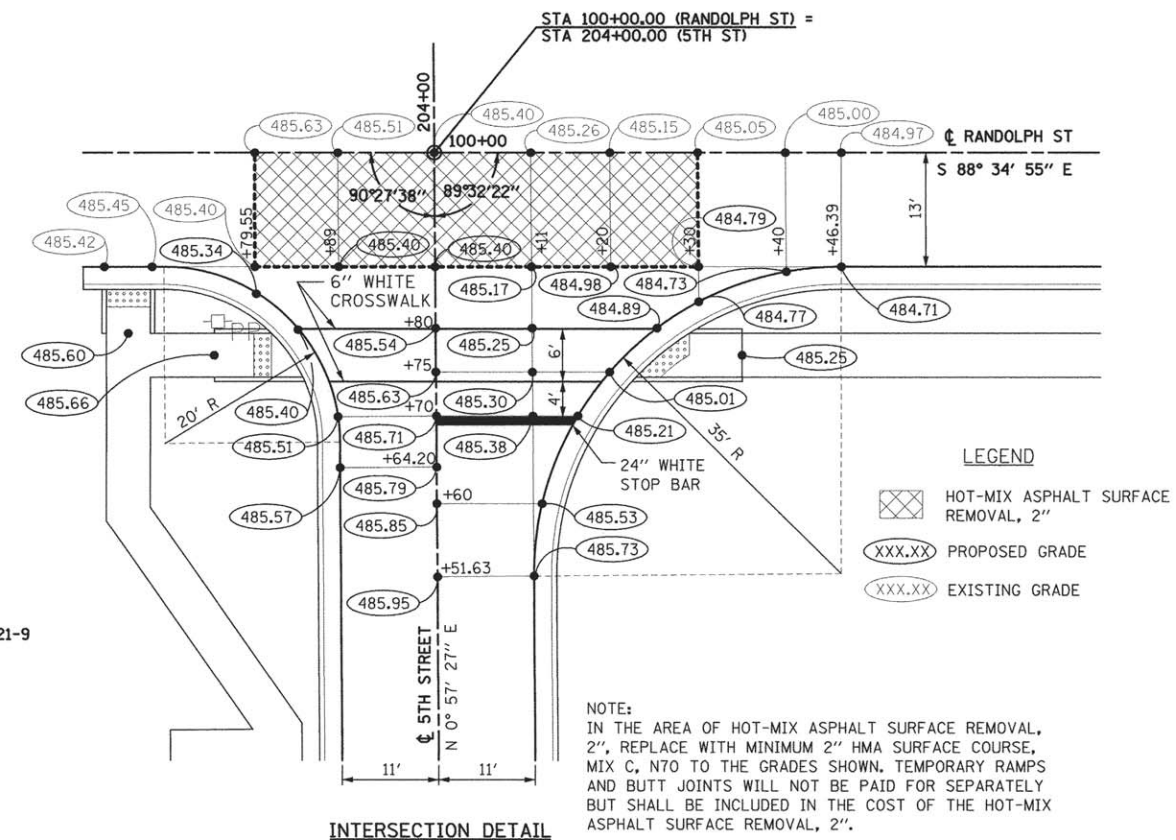 STA 100+00.00 (RANDOLPH ST) =
STA 204+00.00 (5TH ST)
204+00
485.63
485.51
485.40
485.26
485.15
485.05
485.00
484.97
℄ RANDOLPH ST
100+00
S 88° 34' 55" E
90°27'38"
89°32'22"
13'
485.45
485.40
485.42
+79.55
+89
+11
+20
+30
+40
+46.39
484.79
485.34
485.40
485.40
485.17
484.98
484.73
6" WHITE
CROSSWALK
484.89
484.77
484.71
+80
485.54
485.25
6'
485.60
485.25
+75
485.66
485.63
485.30
4'
485.01
20' R
485.40
+70
485.51
485.71
485.38
485.21
35' R
+64.20
24" WHITE
STOP BAR
485.79
485.57
+60
485.85
485.53
485.73
+51.63
485.95
LEGEND
HOT-MIX ASPHALT SURFACE
REMOVAL, 2"
XXX.XX PROPOSED GRADE
XXX.XX EXISTING GRADE
21-9
℄ 5TH STREET
N 0° 57' 27" E
11'
11'
NOTE:
IN THE AREA OF HOT-MIX ASPHALT SURFACE REMOVAL,
2", REPLACE WITH MINIMUM 2" HMA SURFACE COURSE,
MIX C, N70 TO THE GRADES SHOWN. TEMPORARY RAMPS
AND BUTT JOINTS WILL NOT BE PAID FOR SEPARATELY
BUT SHALL BE INCLUDED IN THE COST OF THE HOT-MIX
ASPHALT SURFACE REMOVAL, 2".
INTERSECTION DETAIL